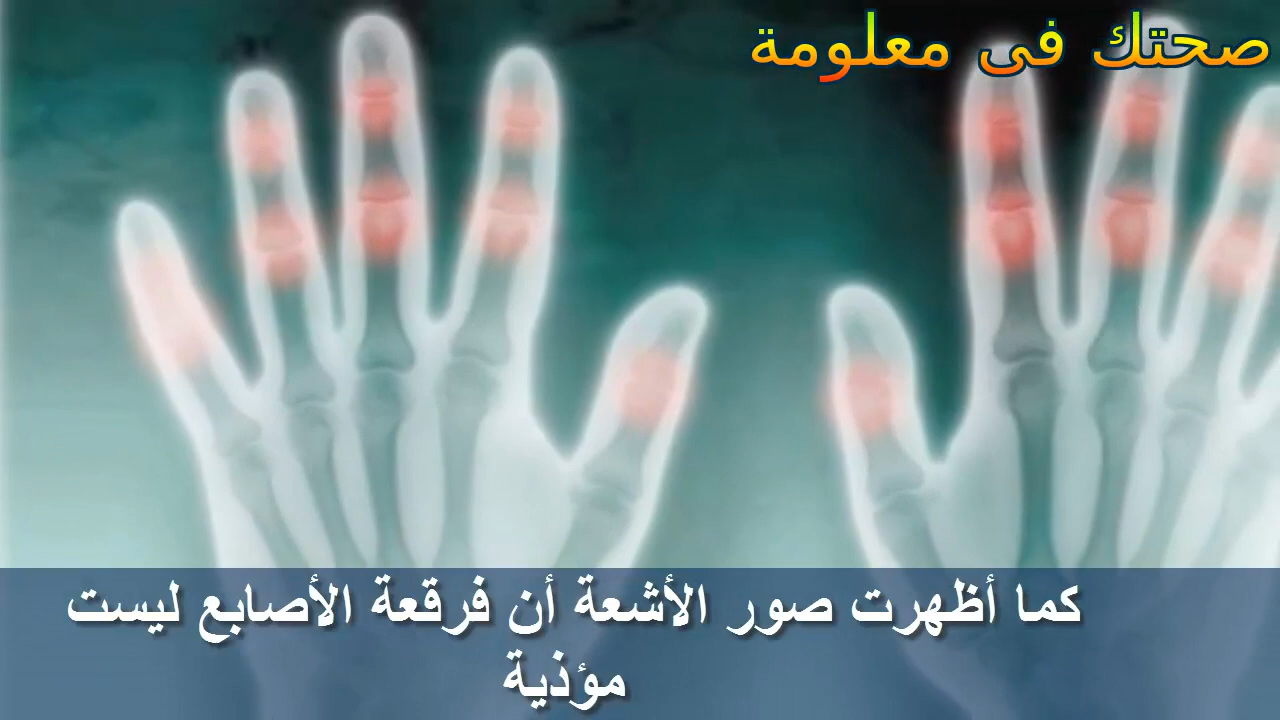 صحتك فى معلومة
كما أظهرت صور الأشعة أن فرقعة الأصابع ليست
مؤذية